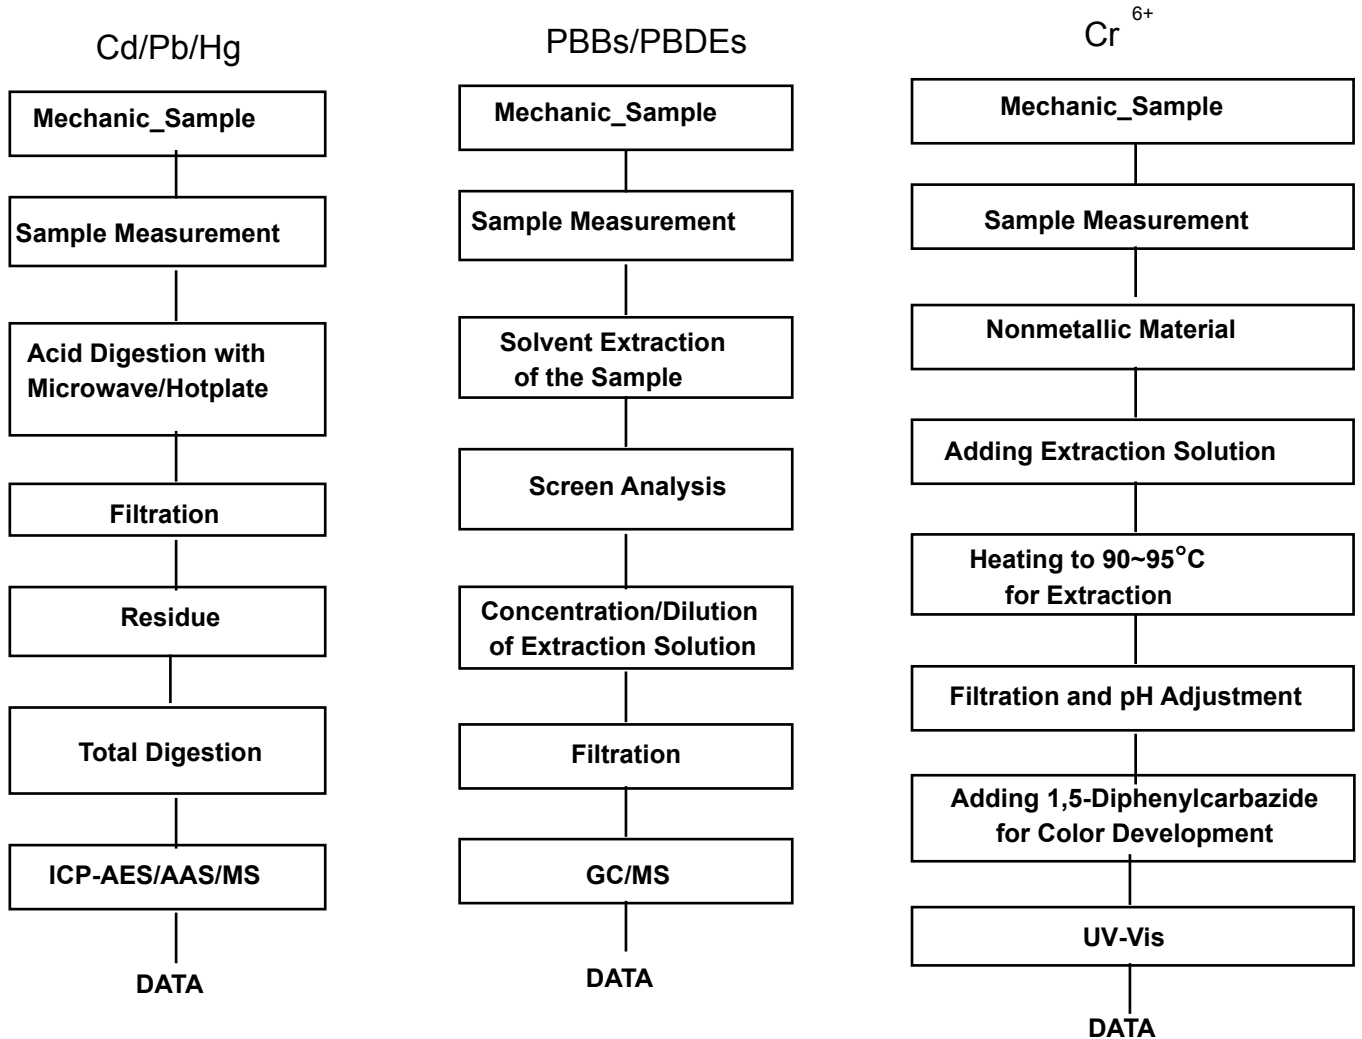 Cd/Pb/Hg
Mechanic_Sample
Sample Measurement
Acid Digestion with
Microwave/Hotplate
Filtration
Residue
Total Digestion
ICP-AES/AAS/MS
DATA
PBBs/PBDEs
Mechanic_Sample
Sample Measurement
Solvent Extraction
of the Sample
Screen Analysis
Concentration/Dilution
of Extraction Solution
Filtration
GC/MS
DATA
Cr 6+
Mechanic_Sample
Sample Measurement
Nonmetallic Material
Adding Extraction Solution
Heating to 90~95°C
for Extraction
Filtration and pH Adjustment
Adding 1,5-Diphenylcarbazide
for Color Development
UV-Vis
DATA